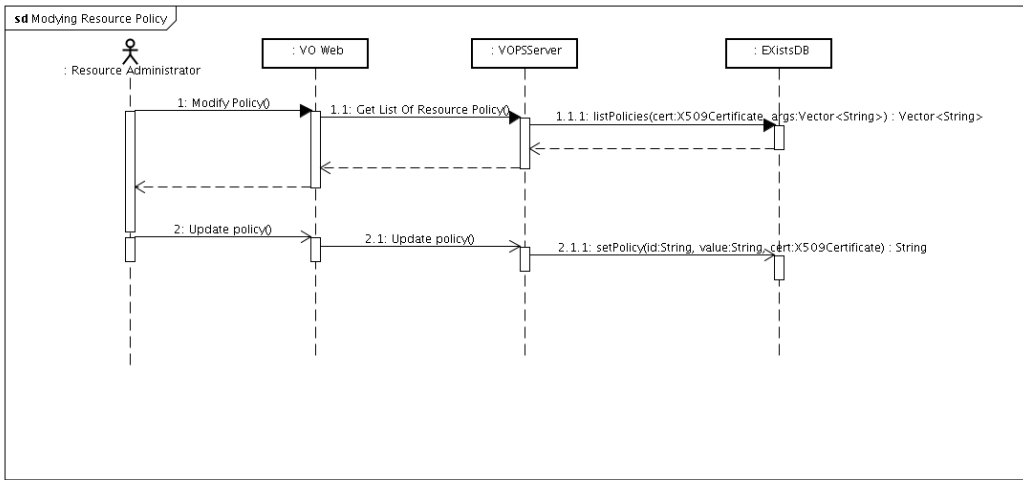 sd Modying Resource Policy
: Resource Administrator
: VO Web
: VOPSServer
: EXistsDB
1: Modify Policy()
1.1: Get List Of Resource Policy()
1.1.1: listPolicies(cert:X509Certificate, args:Vector<String>) : Vector<String>
2: Update policy()
2.1: Update policy()
2.1.1: setPolicy(id:String, value:String, cert:X509Certificate) : String